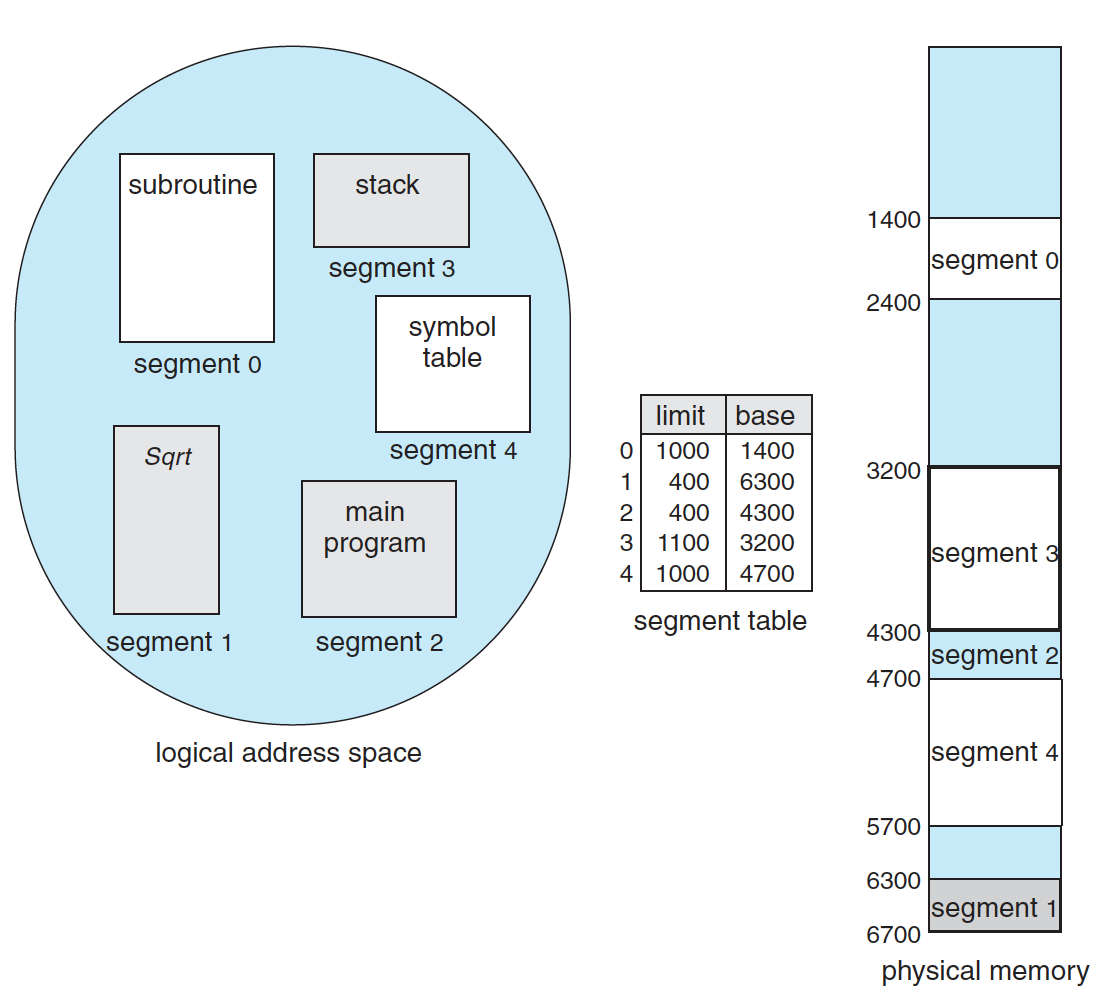 subroutine
segment 0
stack
segment 3
symbol
table
segment 4
Sqrt
segment 1
main
program
segment 2
logical address space
limit base
0 1000 1400
1 400 6300
2 400 4300
3 1100 3200
4 1000 4700
segment table
1400
segment 0
2400
3200
segment 3
4300
segment 2
4700
segment 4
5700
6300
segment 1
6700
physical memory